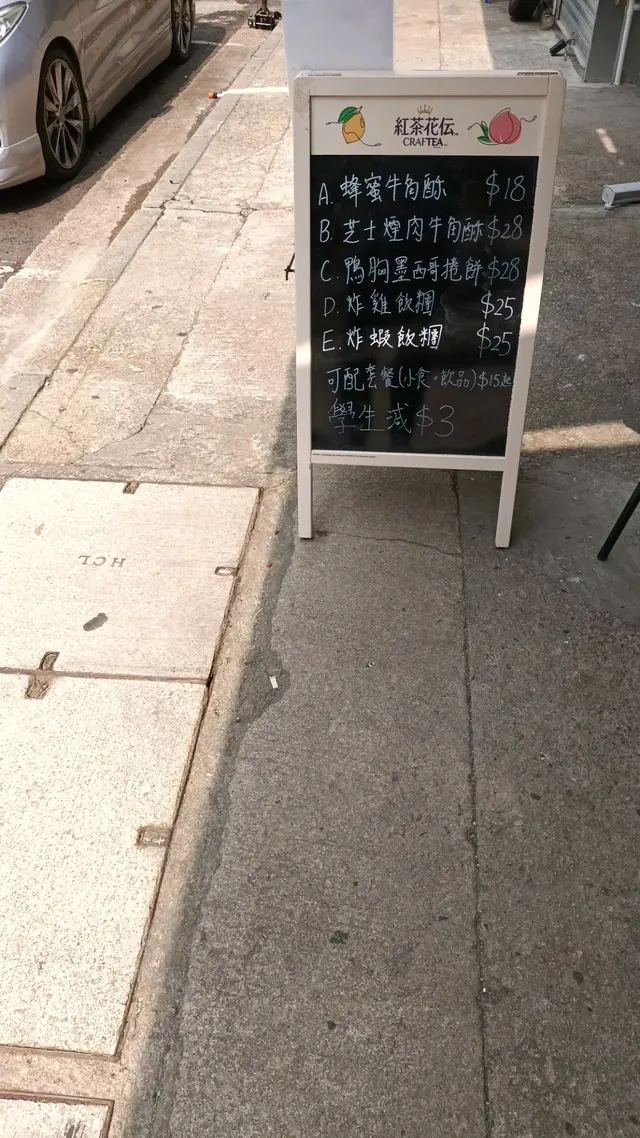 紅茶花伝
CRAFTEA
A. 蜂蜜牛角酥 $18
B. 芝士煙肉牛角酥 $28
C. 鴨胸墨西哥捲餅 $28
D. 炸雞飯糰 $25
E. 炸蝦飯糰 $25
可配套餐(小食·飲品)$15起
學生減$3
HCL